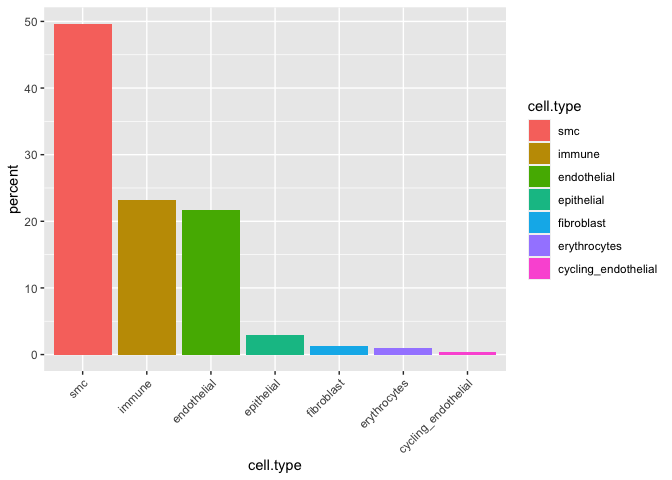 50
40
30
20
10
0
percent
smc
immune
endothelial
epithelial
fibroblast
erythrocytes
cycling_endothelial
cell.type
cell.type
smc
immune
endothelial
epithelial
fibroblast
erythrocytes
cycling_endothelial